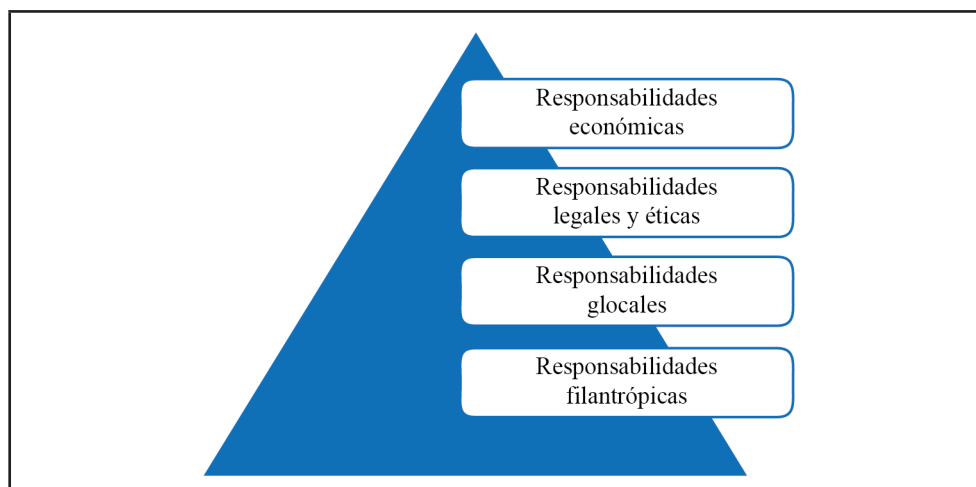 Responsabilidades
económicas
Responsabilidades
legales y éticas
Responsabilidades
glocales
Responsabilidades
filantrópicas